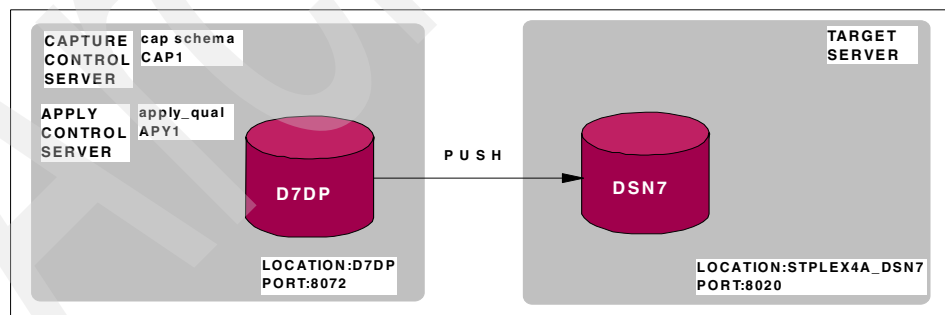 CAPTURE
CONTROL
SERVER
cap schema
CAP1
APPLY
CONTROL
SERVER
apply_qual
APY1
D7DP
LOCATION:D7DP
PORT:8072
PUSH
TARGET
SERVER
DSN7
LOCATION:STPLEX4A_DSN7
PORT:8020